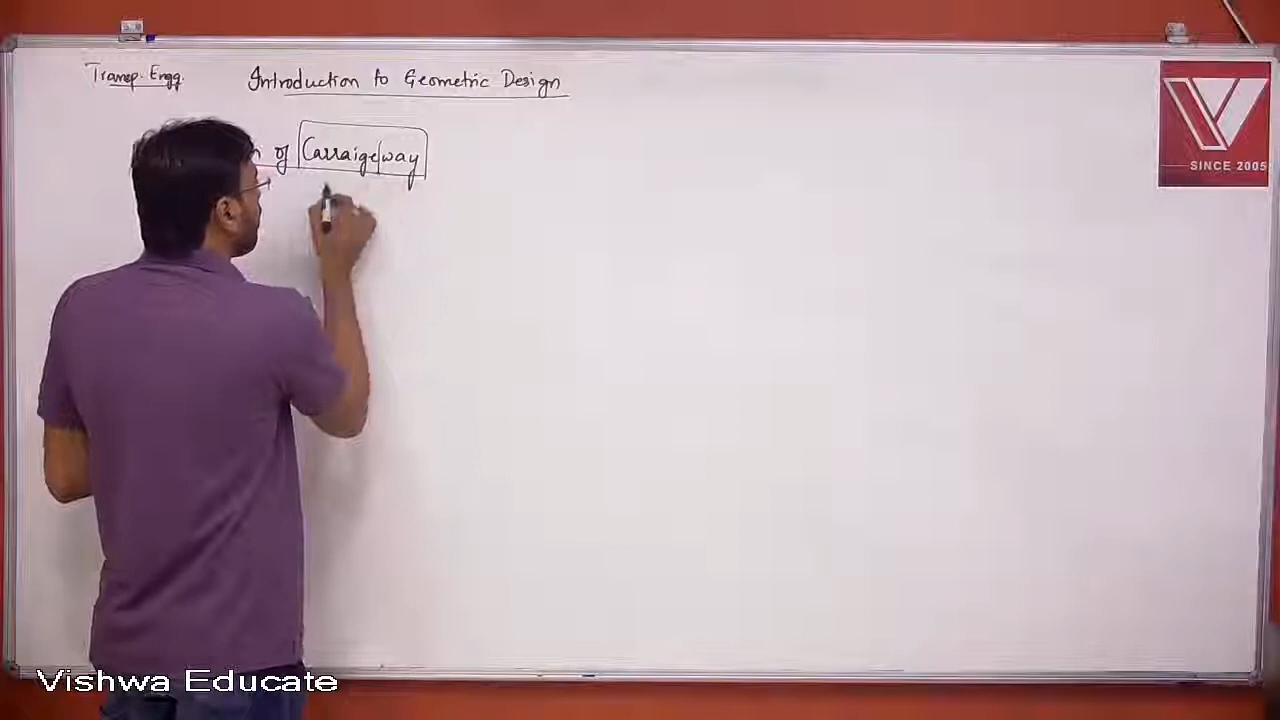 Transp. Engg. Introduction to Geometric Design
of Carraigeway
SINCE 2005
Vishwa Educate